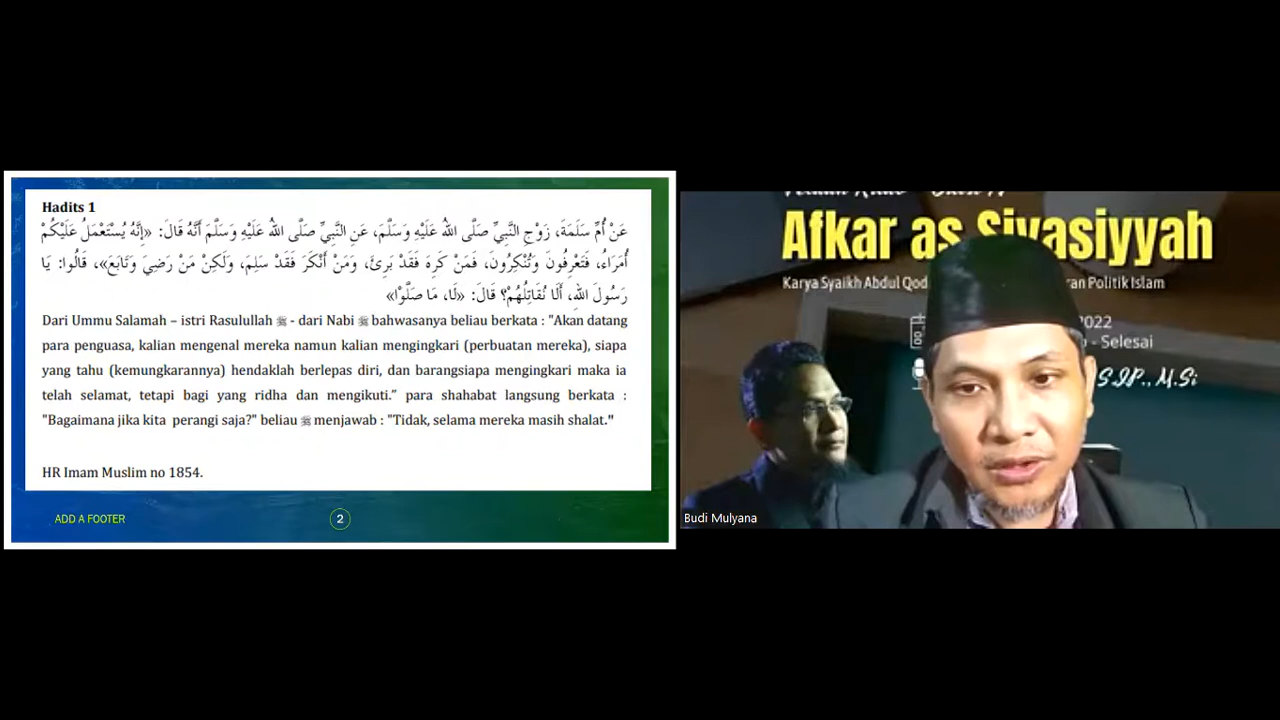 Hadits 1
عَنْ أُمِّ سَلَمَةَ، زَوْجِ النَّبِيِّ صَلَّى اللهُ عَلَيْهِ وَسَلَّمَ، عَنِ النَّبِيِّ صَلَّى اللهُ عَلَيْهِ وَسَلَّمَ أَنَّهُ قَالَ: «إِنَّهُ يُسْتَعْمَلُ عَلَيْكُمْ
أُمَرَاءُ، فَتَعْرِفُونَ وَتُنْكِرُونَ، فَمَنْ كَرِهَ فَقَدْ بَرِئَ، وَمَنْ أَنْكَرَ فَقَدْ سَلِمَ، وَلَكِنْ مَنْ رَضِيَ وَتَابَعَ»، قَالُوا: يَا
رَسُولَ اللهِ، أَلَا نُقَاتِلُهُمْ؟ قَالَ: «لَا، مَا صَلَّوْا»
Dari Ummu Salamah – istri Rasulullah ﷺ - dari Nabi ﷺ bahwasanya beliau berkata : "Akan datang
para penguasa, kalian mengenal mereka namun kalian mengingkari (perbuatan mereka), siapa
yang tahu (kemungkarannya) hendaklah berlepas diri, dan barangsiapa mengingkari maka ia
telah selamat, tetapi bagi yang ridha dan mengikuti.” para shahabat langsung berkata :
"Bagaimana jika kita perangi saja?" beliau ﷺ menjawab : "Tidak, selama mereka masih shalat."
HR Imam Muslim no 1854.
ADD A FOOTER
2
Afkar as Siyasiyyah
Karya Syaikh Abdul Qod
ran Politik Islam
2022
- Selesai
S.IP., M.Si
Budi Mulyana